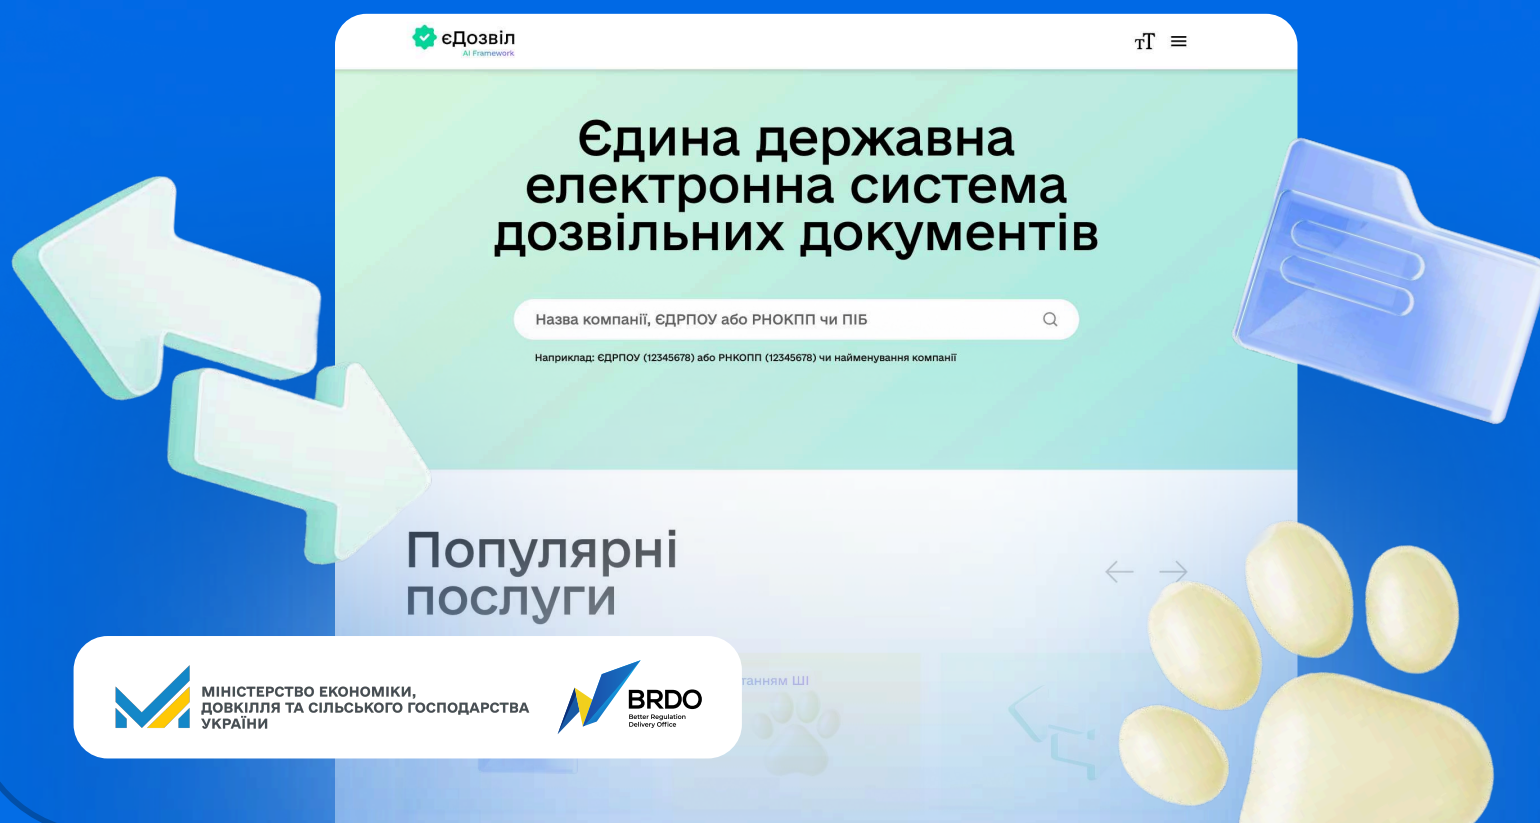 єДозвіл
AI Framework
тТ
Єдина державна
електронна система
дозвільних документів
Назва компанії, ЄДРПОУ або РНОКПП чи ПІБ
Наприклад: ЄДРПОУ (12345678) або РНКОПП (12345678) чи найменування компанії
Популярні
послуги
танням ШІ
МІНІСТЕРСТВО ЕКОНОМІКИ,
ДОВКІЛЛЯ ТА СІЛЬСЬКОГО ГОСПОДАРСТВА
УКРАЇНИ
BRDO
Better Regulation
Delivery Office